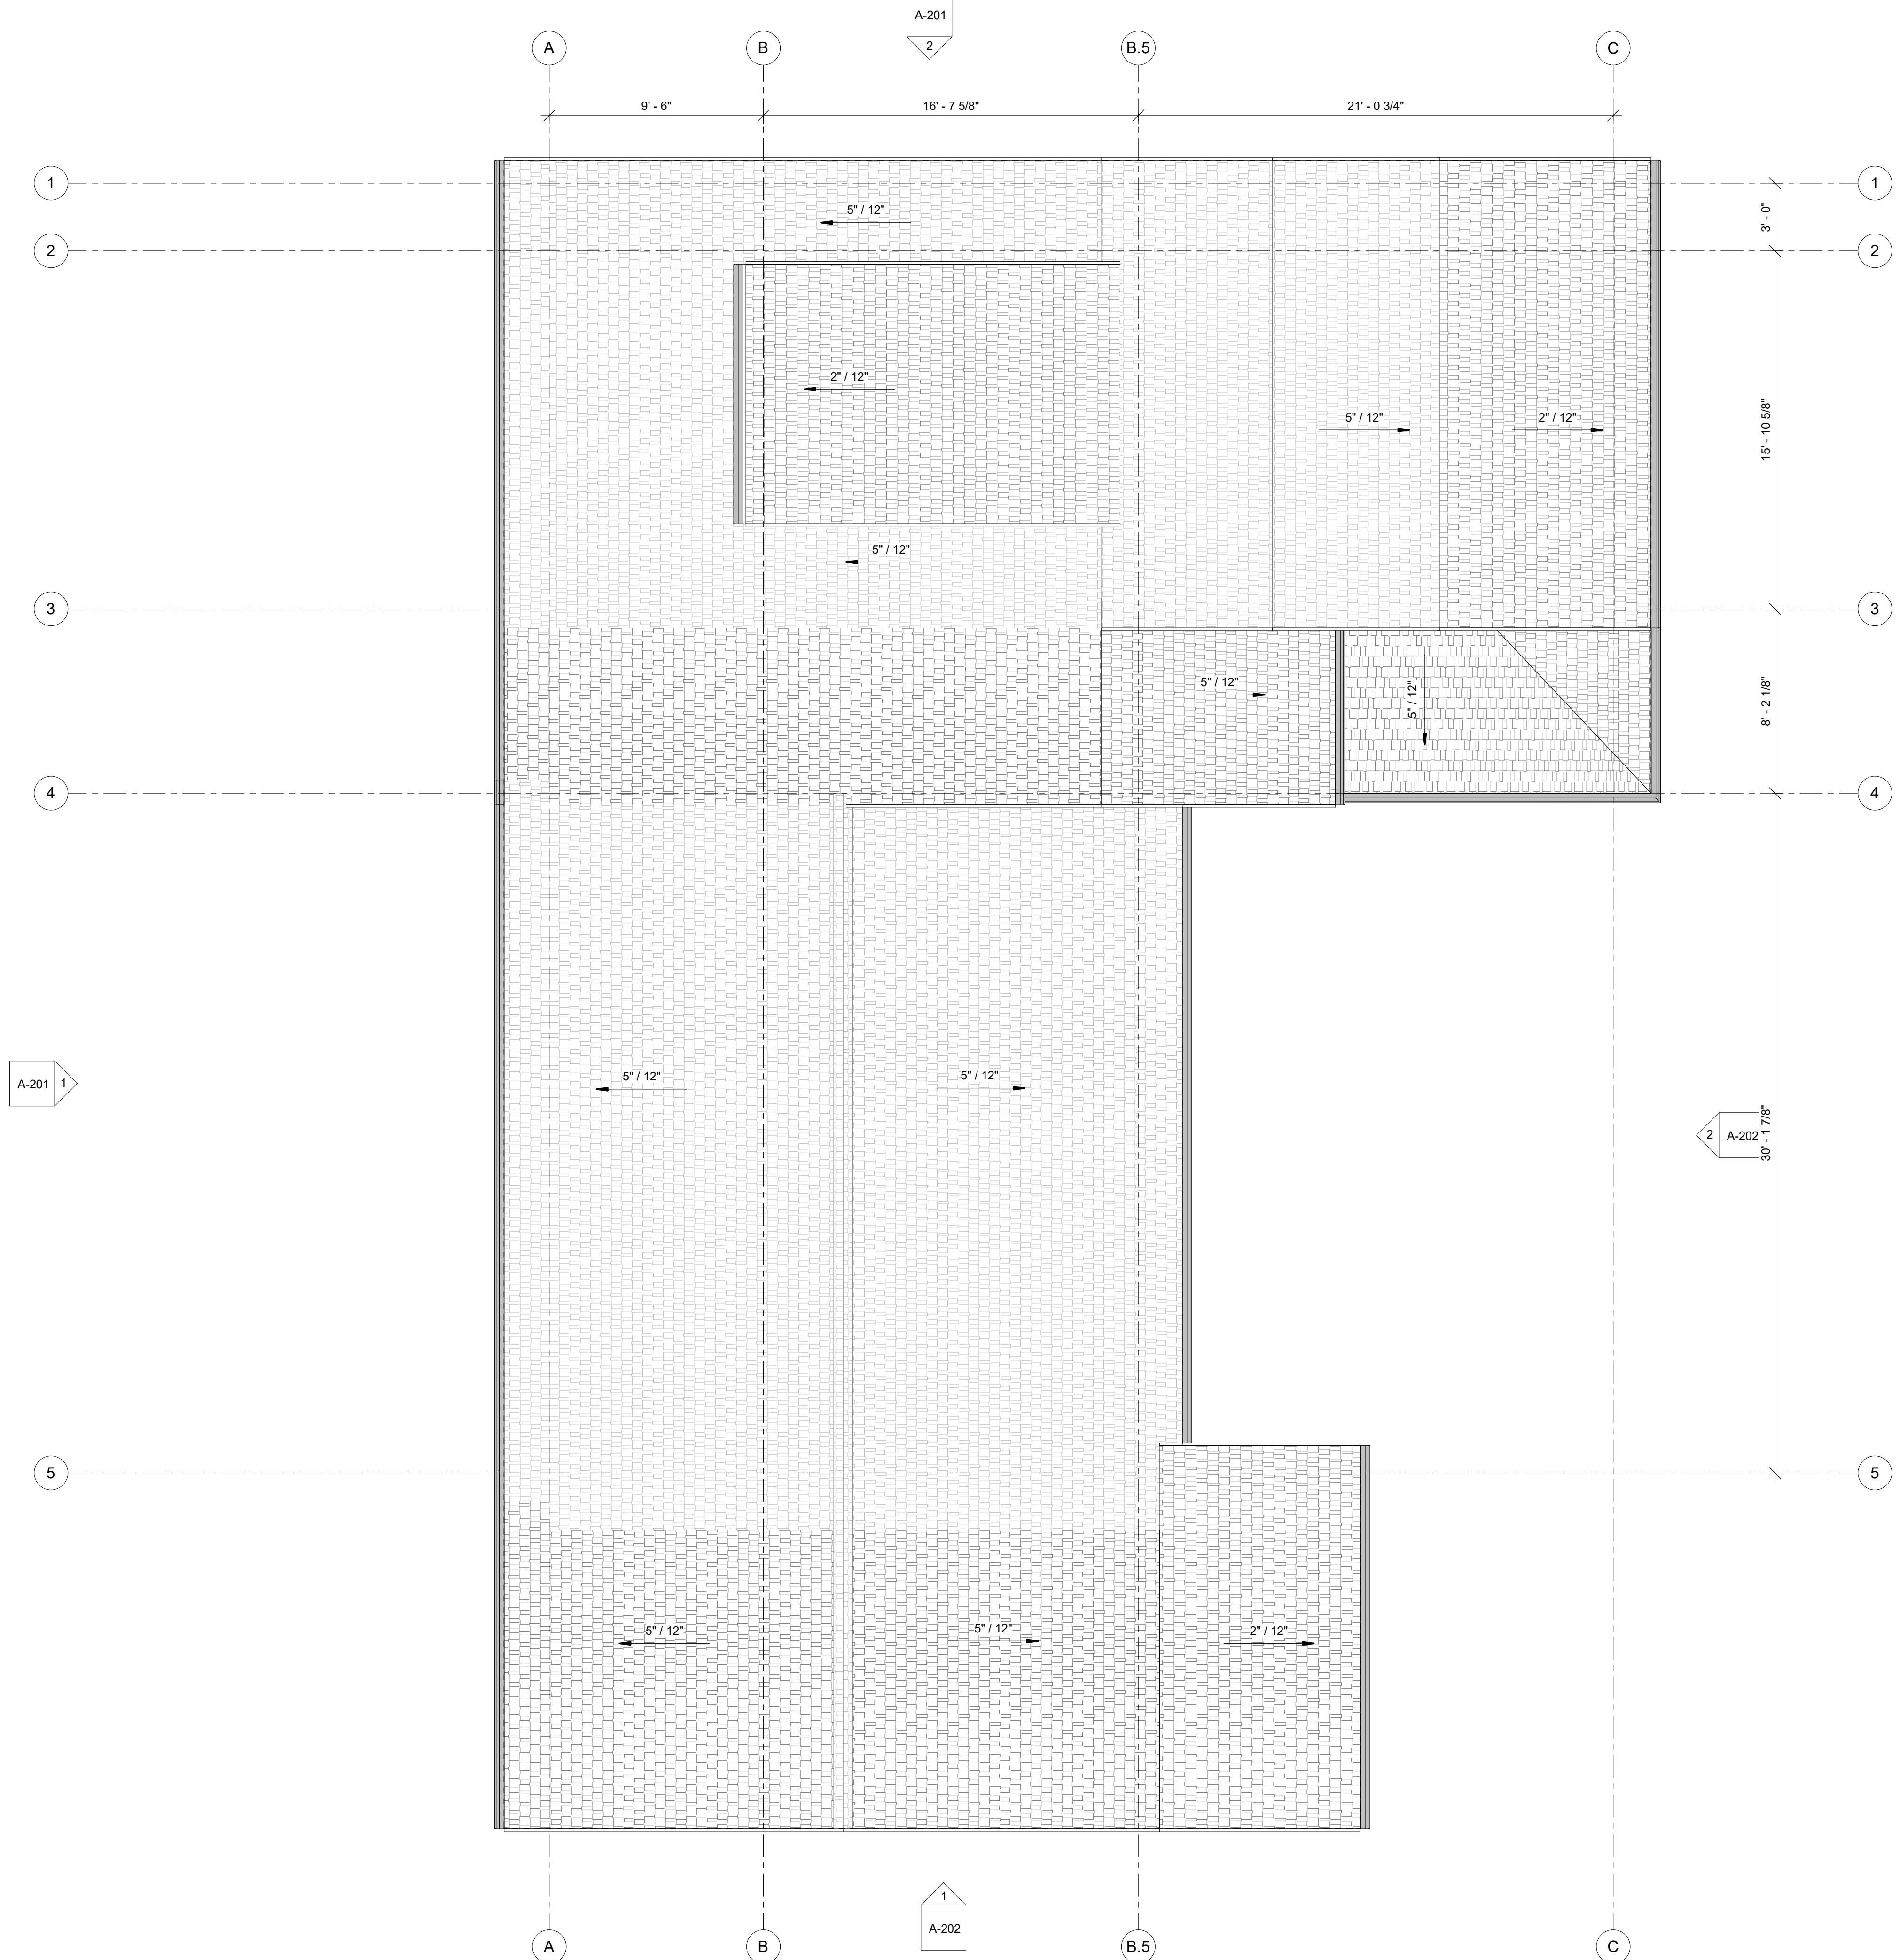 A-201
2
A
B
B.5
C
9' - 6"
16' - 7 5/8"
21' - 0 3/4"
1
1
5" / 12"
3' - 0"
2
2
2" / 12"
5" / 12"
2" / 12"
15' - 10 5/8"
5" / 12"
3
3
5" / 12"
5" / 12"
8' - 2 1/8"
4
4
A-201
1
5" / 12"
5" / 12"
2
A-202
30' - 1 7/8"
5
5
5" / 12"
5" / 12"
2" / 12"
1
A-202
A
B
B.5
C